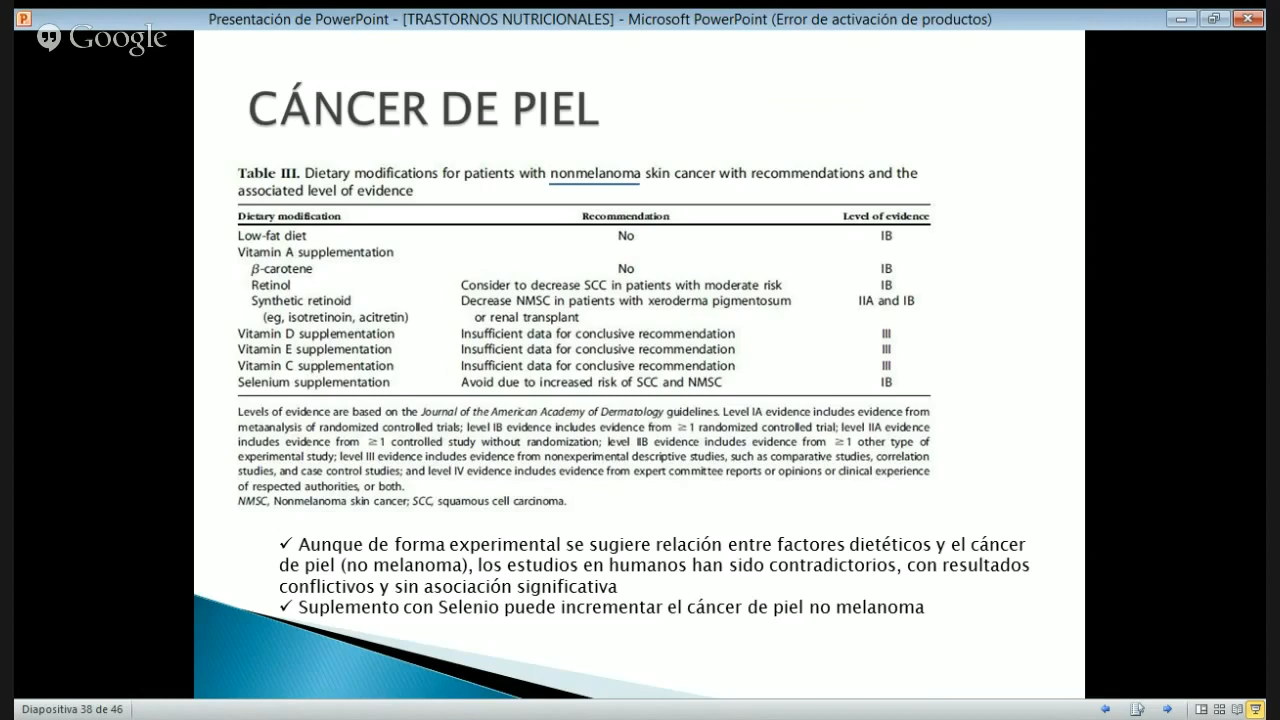 Presentación de PowerPoint - [TRASTORNOS NUTRICIONALES] - Microsoft PowerPoint (Error de activación de productos)
Google
CÁNCER DE PIEL
Table III. Dietary modifications for patients with nonmelanoma skin cancer with recommendations and the
associated level of evidence
Dietary modification Recommendation Level of evidence
Low-fat diet No IB
Vitamin A supplementation
β-carotene No IB
Retinol Consider to decrease SCC in patients with moderate risk IB
Synthetic retinoid Decrease NMSC in patients with xeroderma pigmentosum IIA and IB
(eg, isotretinoin, acitretin) or renal transplant
Vitamin D supplementation Insufficient data for conclusive recommendation III
Vitamin E supplementation Insufficient data for conclusive recommendation III
Vitamin C supplementation Insufficient data for conclusive recommendation III
Selenium supplementation Avoid due to increased risk of SCC and NMSC IB
Levels of evidence are based on the Journal of the American Academy of Dermatology guidelines. Level IA evidence includes evidence from
metaanalysis of randomized controlled trials; level IB evidence includes evidence from ≥1 randomized controlled trial; level IIA evidence
includes evidence from ≥1 controlled study without randomization; level IIB evidence includes evidence from ≥1 other type of
experimental study; level III evidence includes evidence from nonexperimental descriptive studies, such as comparative studies, correlation
studies, and case control studies; and level IV evidence includes evidence from expert committee reports or opinions or clinical experience
of respected authorities, or both.
NMSC, Nonmelanoma skin cancer; SCC, squamous cell carcinoma.
✓ Aunque de forma experimental se sugiere relación entre factores dietéticos y el cáncer
de piel (no melanoma), los estudios en humanos han sido contradictorios, con resultados
conflictivos y sin asociación significativa
✓ Suplemento con Selenio puede incrementar el cáncer de piel no melanoma
Diapositiva 38 de 46